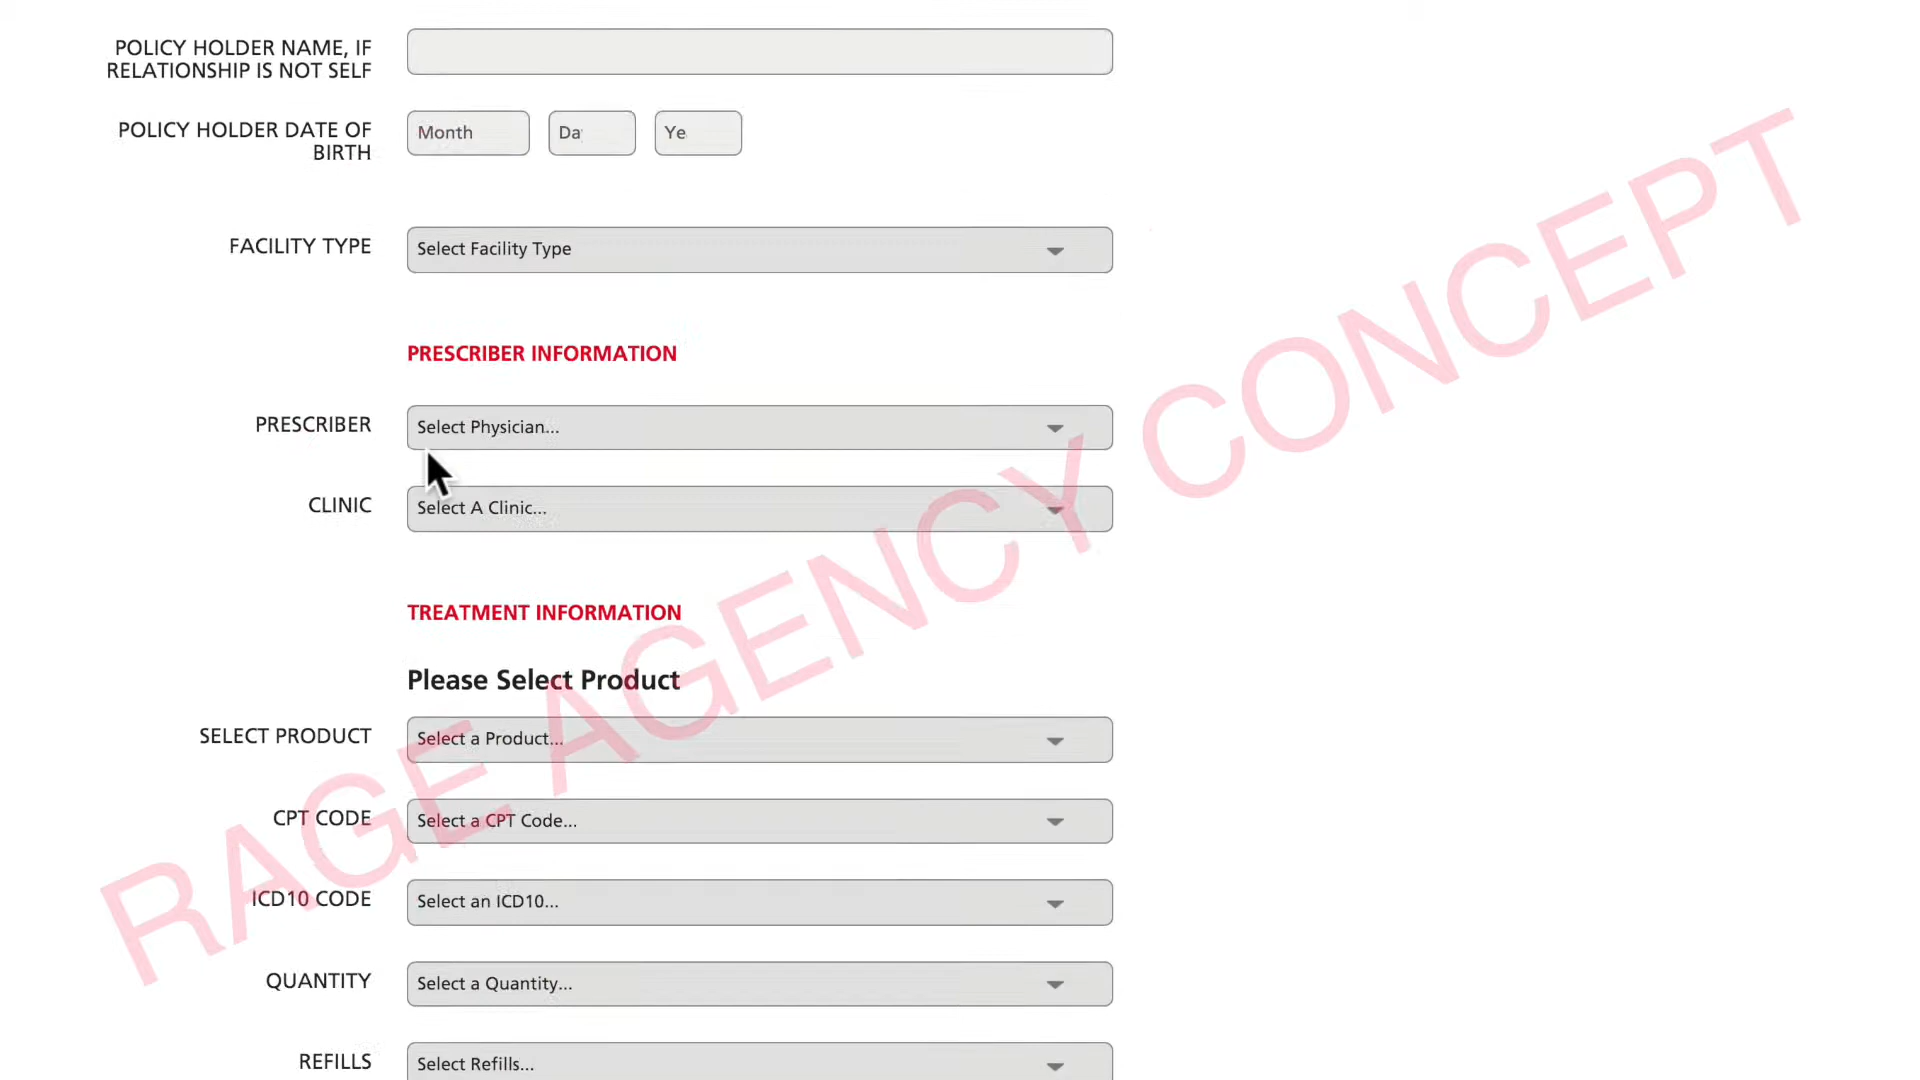 POLICY HOLDER NAME, IF
RELATIONSHIP IS NOT SELF
POLICY HOLDER DATE OF
BIRTH
Month Da Ye
FACILITY TYPE
Select Facility Type
PRESCRIBER INFORMATION
PRESCRIBER
Select Physician...
CLINIC
Select A Clinic...
TREATMENT INFORMATION
Please Select Product
SELECT PRODUCT
Select a Product...
CPT CODE
Select a CPT Code...
ICD10 CODE
Select an ICD10...
QUANTITY
Select a Quantity...
REFILLS
Select Refills...
RAGE AGENCY CONCEPT